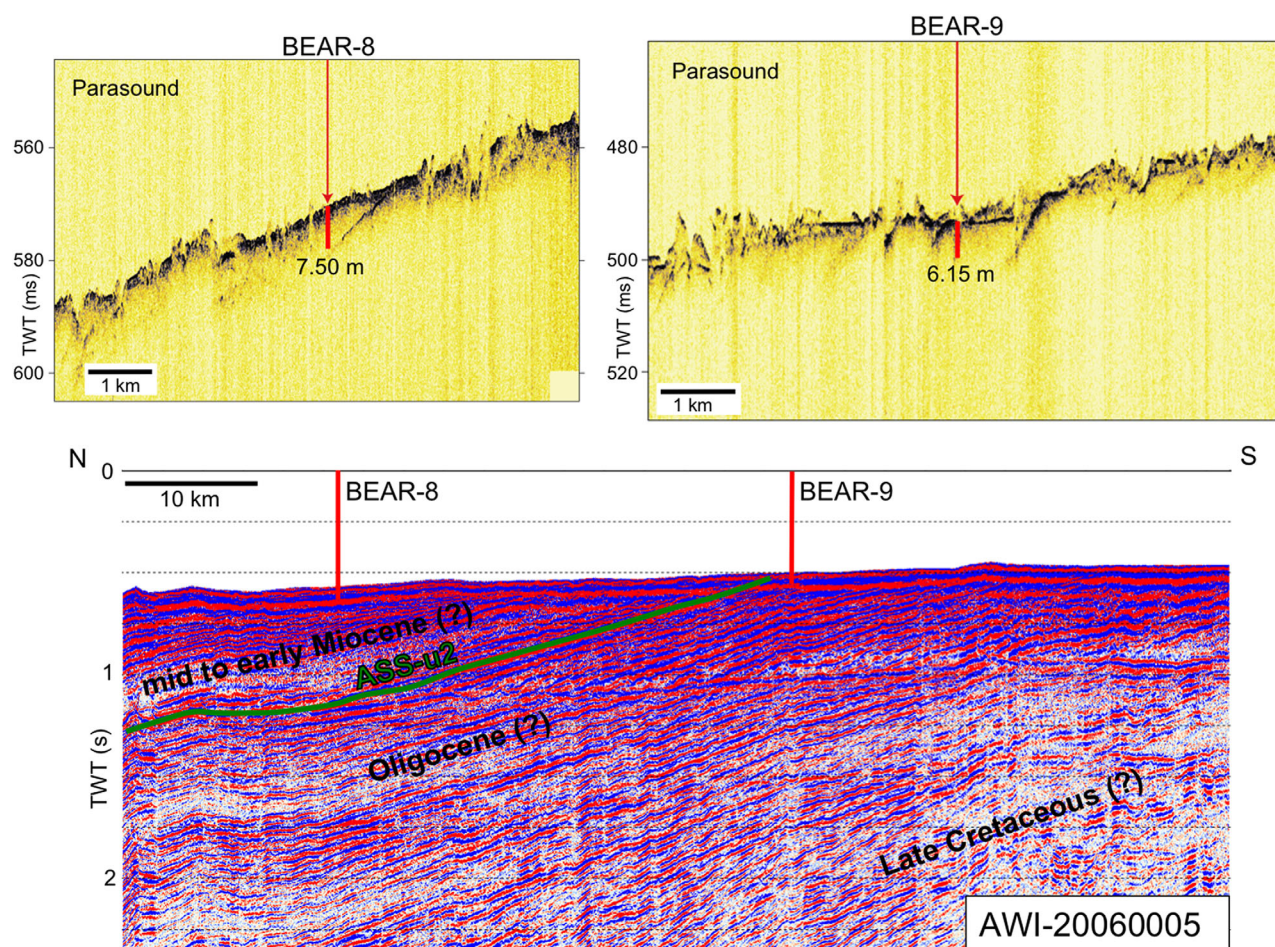 BEAR-8
Parasound
560
580
600
TWT (ms)
7.50 m
1 km
BEAR-9
Parasound
480
500
520
TWT (ms)
6.15 m
1 km
N
S
0
10 km
BEAR-8
BEAR-9
mid to early Miocene (?)
ASS-u2
1
Oligocene (?)
TWT (s)
Late Cretaceous (?)
2
AWI-20060005